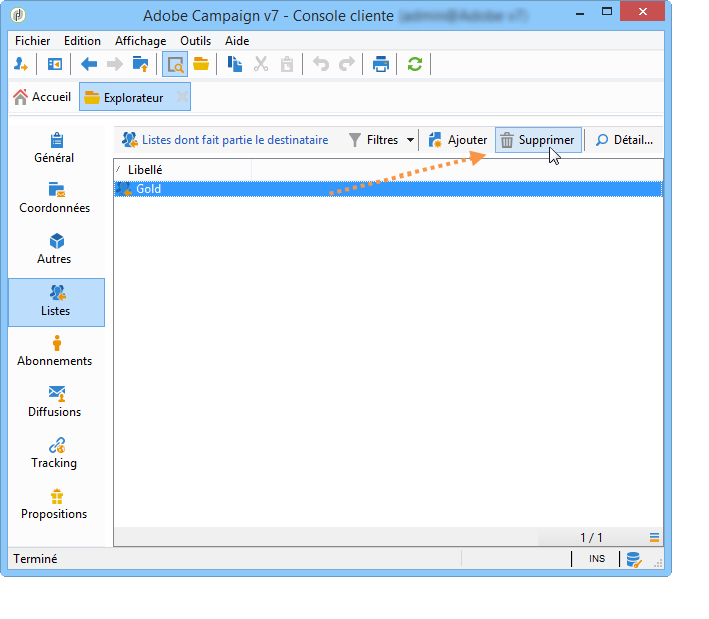 Adobe Campaign v7 - Console cliente
Fichier Edition Affichage Outils Aide
Accueil Explorateur
Listes dont fait partie le destinataire Filtres Ajouter Supprimer Détail...
Libellé
Gold
Général
Coordonnées
Autres
Listes
Abonnements
Diffusions
Tracking
Propositions
1 / 1
Terminé INS